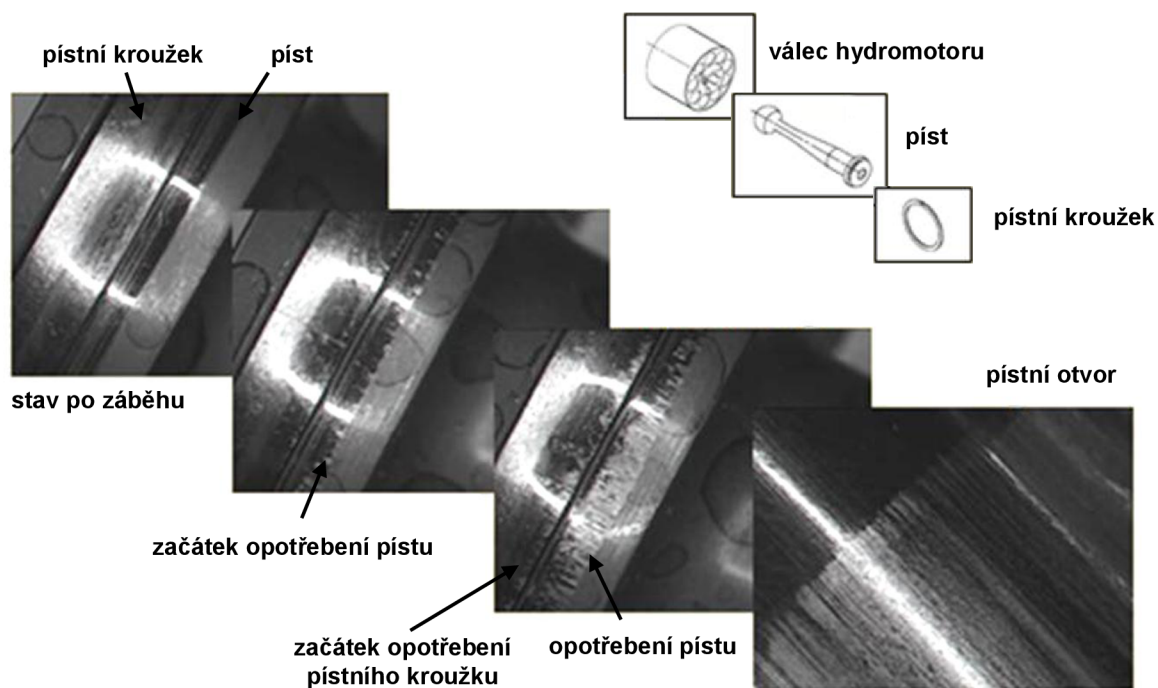 pístní kroužek
píst
válec hydromotoru
píst
pístní kroužek
stav po záběhu
pístní otvor
začátek opotřebení pístu
začátek opotřebení
pístního kroužku
opotřebení pístu